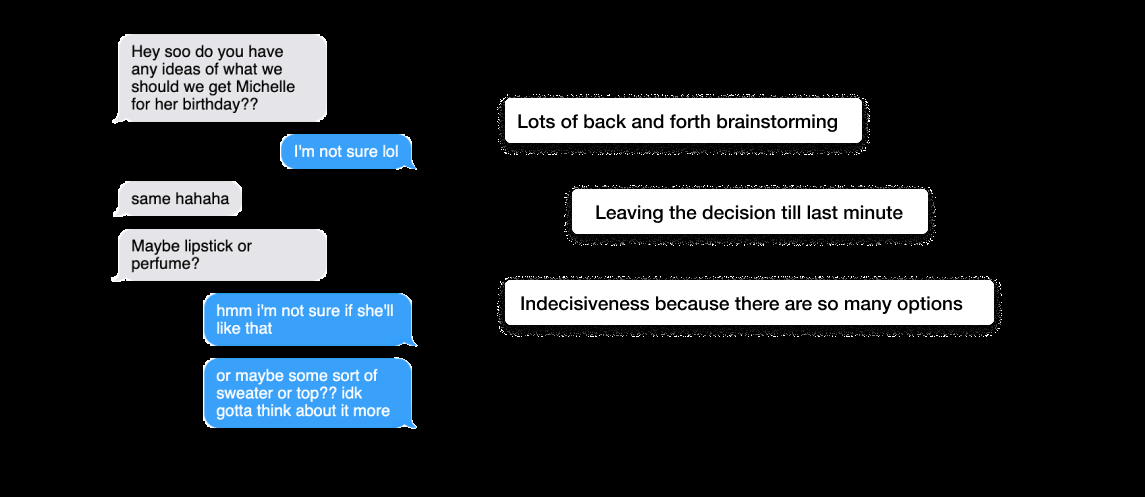 Hey soo do you have
any ideas of what we
should we get Michelle
for her birthday??
I'm not sure lol
same hahaha
Maybe lipstick or
perfume?
hmm i'm not sure if she'll
like that
or maybe some sort of
sweater or top?? idk
gotta think about it more
Lots of back and forth brainstorming
Leaving the decision till last minute
Indecisiveness because there are so many options